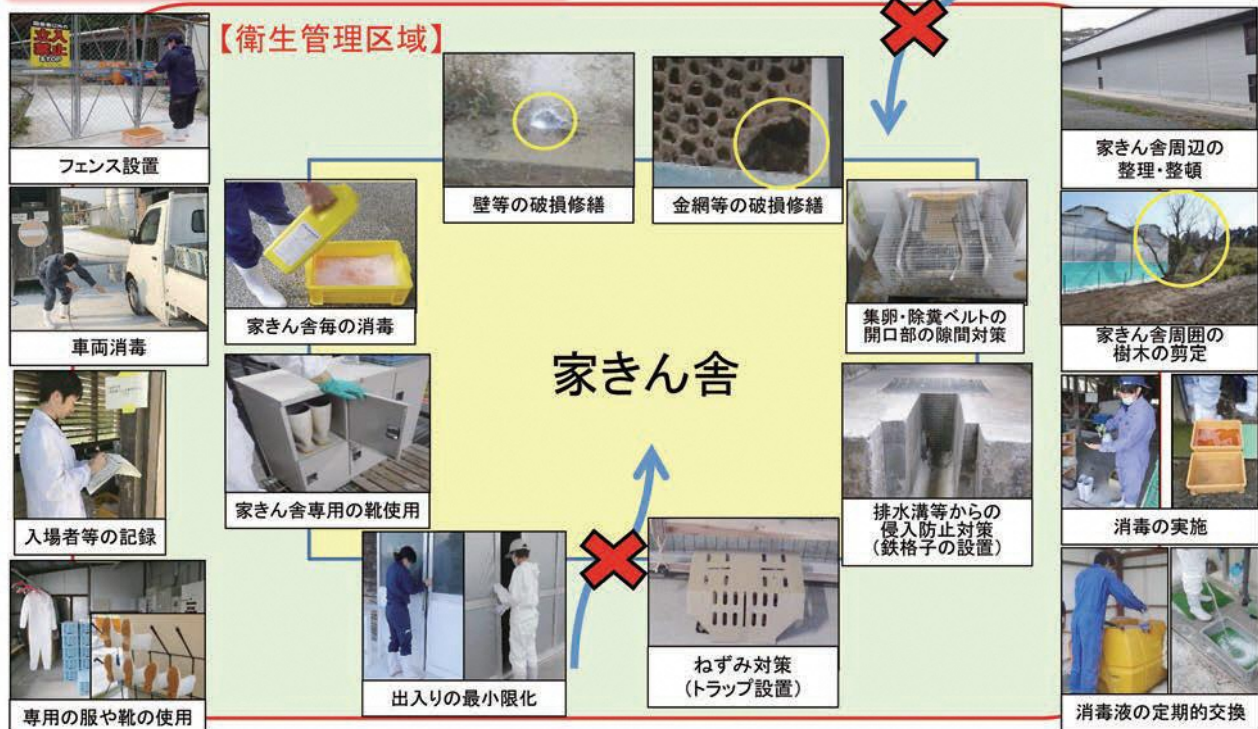 【衛生管理区域】
立入
禁止
フェンス設置
車両消毒
入場者等の記録
専用の服や靴の使用
壁等の破損修繕
金網等の破損修繕
家きん舎毎の消毒
家きん舎専用の靴使用
家きん舎
集卵・除糞ベルトの
開口部の隙間対策
排水溝等からの
侵入防止対策
(鉄格子の設置)
出入りの最小限化
ねずみ対策
(トラップ設置)
家きん舎周辺の
整理・整頓
家きん舎周囲の
樹木の剪定
消毒の実施
消毒液の定期的交換